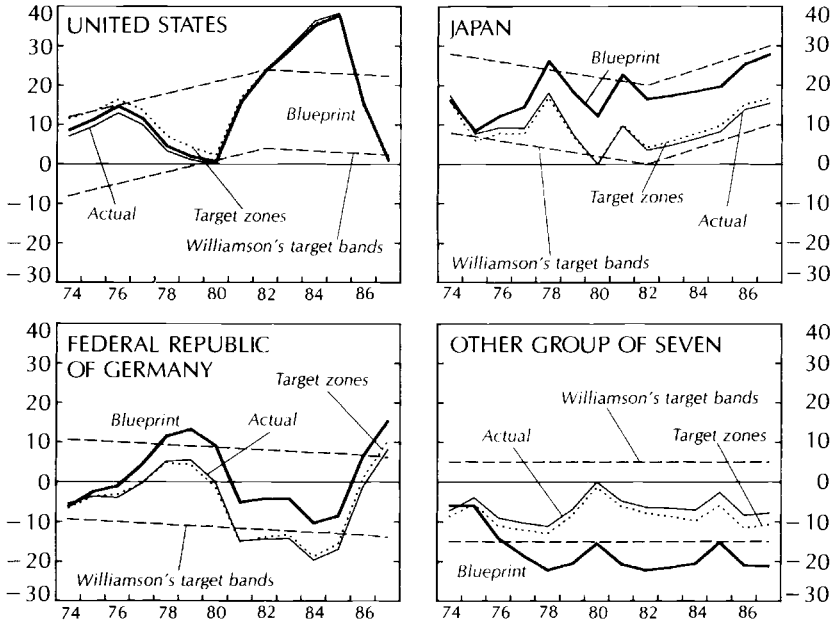 UNITED STATES
40
30
20
10
0
− 10
− 20
− 30
Blueprint
Actual
Target zones
Williamson's target bands
74 76 78 80 82 84 86
JAPAN
40
30
20
10
0
− 10
− 20
− 30
Blueprint
Target zones
Actual
Williamson's target bands
74 76 78 80 82 84 86
FEDERAL REPUBLIC
OF GERMANY
40
30
20
10
0
− 10
− 20
− 30
Target zones
Blueprint
Actual
Williamson's target bands
74 76 78 80 82 84 86
OTHER GROUP OF SEVEN
40
30
20
10
0
− 10
− 20
− 30
Williamson's target bands
Actual
Target zones
Blueprint
74 76 78 80 82 84 86